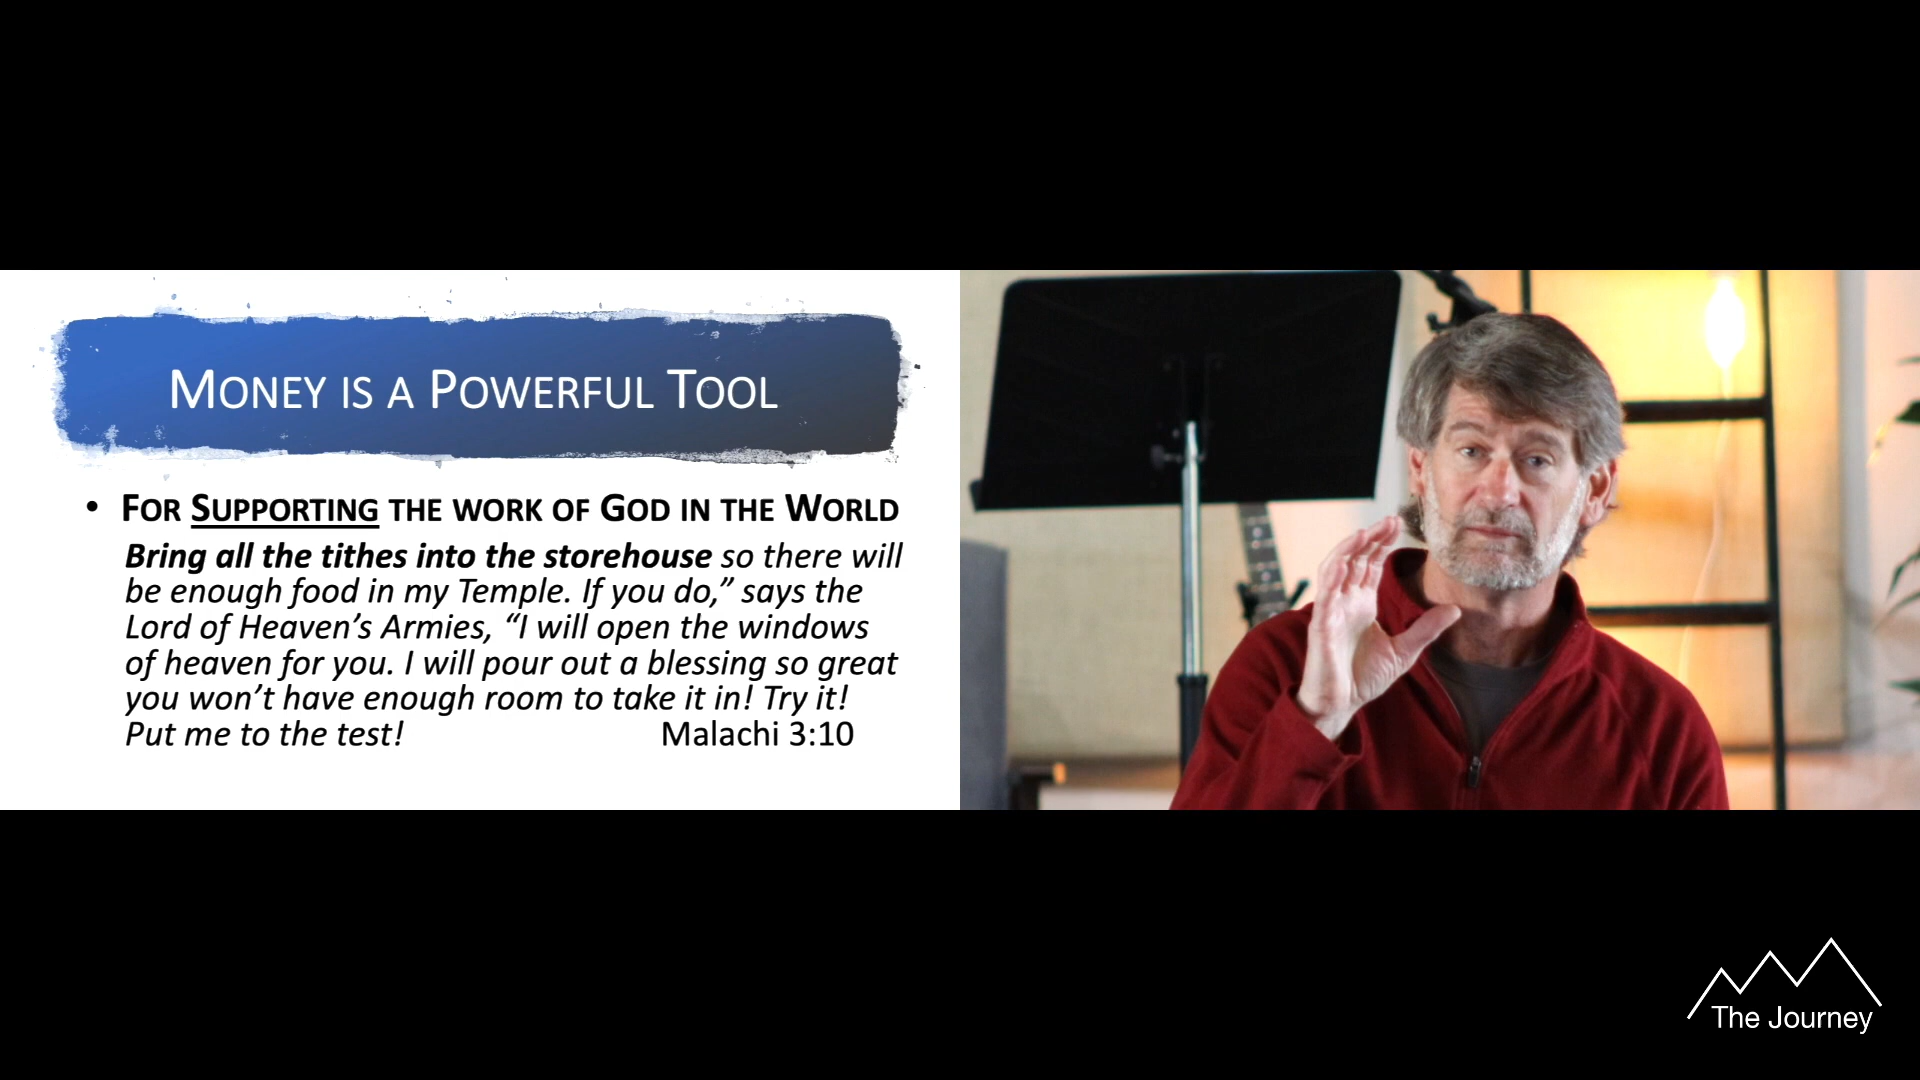 Money is a Powerful Tool
• For Supporting the work of God in the World
Bring all the tithes into the storehouse so there will
be enough food in my Temple. If you do,” says the
Lord of Heaven’s Armies, “I will open the windows
of heaven for you. I will pour out a blessing so great
you won’t have enough room to take it in! Try it!
Put me to the test! Malachi 3:10
The Journey